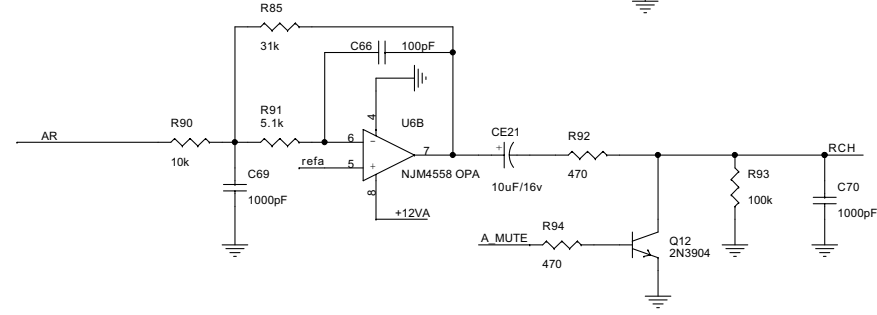 R85
31k
C66
100pF
4
U6B
R91
5.1k
R90
10k
AR
6
refa
5
7
NJM4558 OPA
8
+12VA
C69
1000pF
CE21
+
10uF/16v
R92
470
RCH
R93
100k
C70
1000pF
A_MUTE
R94
470
Q12
2N3904